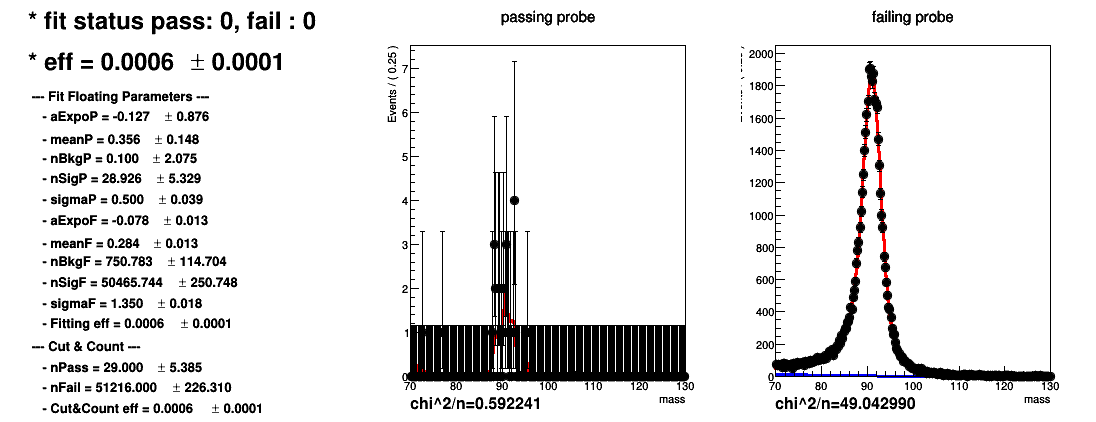 * fit status pass: 0, fail : 0
* eff = 0.0006 ± 0.0001
--- Fit Floating Parameters ---
- aExpoP = -0.127 ± 0.876
- meanP = 0.356 ± 0.148
- nBkgP = 0.100 ± 2.075
- nSigP = 28.926 ± 5.329
- sigmaP = 0.500 ± 0.039
- aExpoF = -0.078 ± 0.013
- meanF = 0.284 ± 0.013
- nBkgF = 750.783 ± 114.704
- nSigF = 50465.744 ± 250.748
- sigmaF = 1.350 ± 0.018
- Fitting eff = 0.0006 ± 0.0001
--- Cut & Count ---
- nPass = 29.000 ± 5.385
- nFail = 51216.000 ± 226.310
- Cut&Count eff = 0.0006 ± 0.0001
passing probe
Events / ( 0.25 )
7
6
5
4
3
2
1
0
70 80 90 100 110 120 130
mass
chi^2/n=0.592241
failing probe
2000
1800
1600
1400
1200
1000
800
600
400
200
0
70 80 90 100 110 120 130
mass
chi^2/n=49.042990